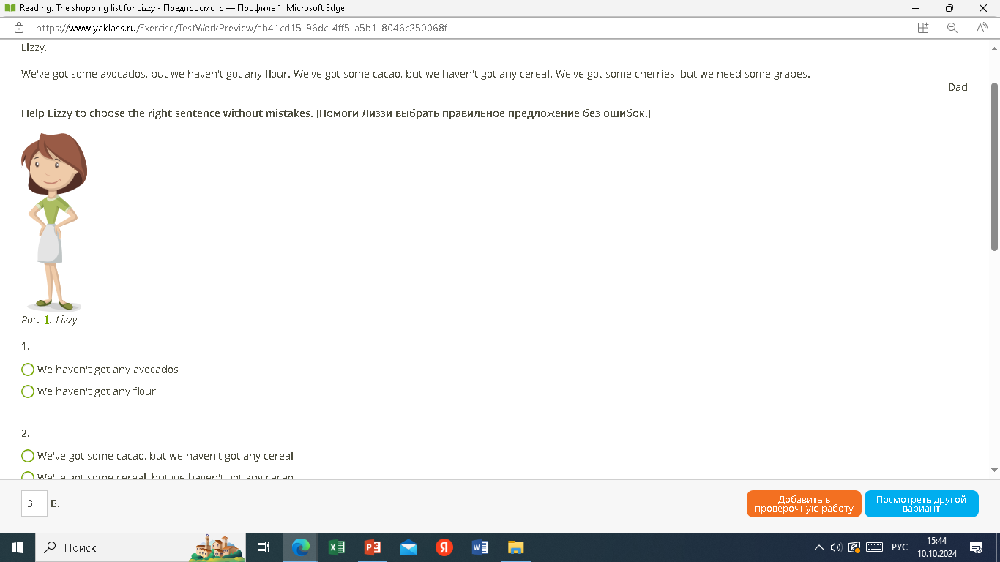 Reading. The shopping list for Lizzy - Предпросмотр — Профиль 1: Microsoft Edge
https://www.yaklass.ru/Exercise/TestWorkPreview/ab41cd15-96dc-4ff5-a5b1-8046c250068f
Lizzy,
We've got some avocados, but we haven't got any flour. We've got some cacao, but we haven't got any cereal. We've got some cherries, but we need some grapes.
Dad
Help Lizzy to choose the right sentence without mistakes. (Помоги Лиззи выбрать правильное предложение без ошибок.)
Рис. 1. Lizzy
1.
We haven't got any avocados
We haven't got any flour
2.
We've got some cacao, but we haven't got any cereal
We've got some cereal, but we haven't got any cacao
3 Б.
Добавить в
проверочную работу
Посмотреть другой
вариант
Поиск
РУС
15:44
10.10.2024